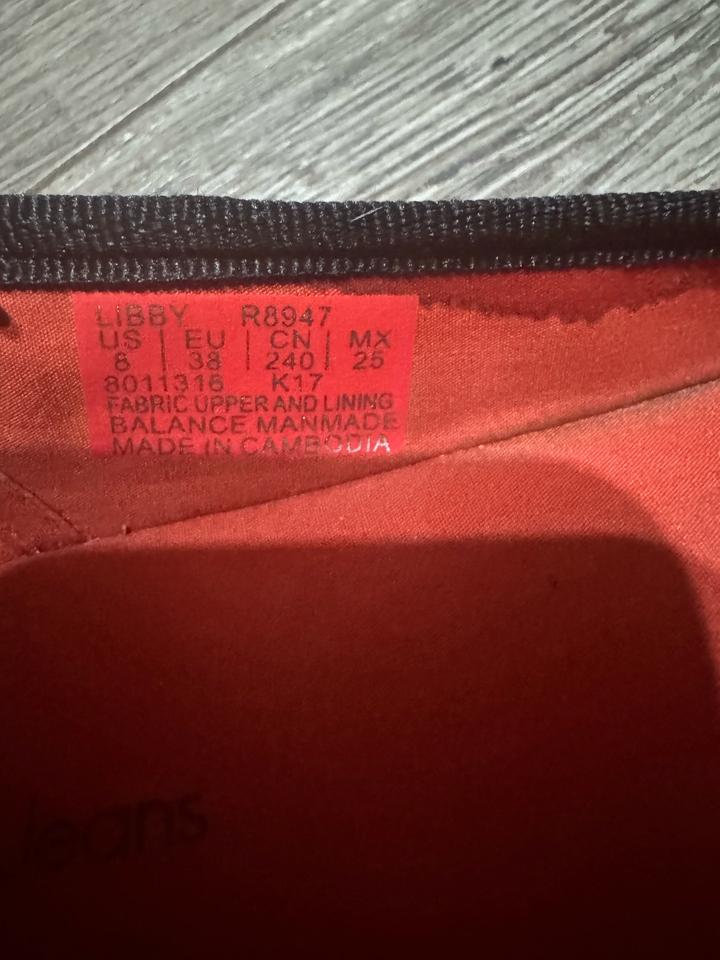 LIBBY R8947
US | EU | CN | MX
8 | 38 | 240 | 25
8011316 K17
FABRIC UPPER AND LINING
BALANCE MANMADE
MADE IN CAMBODIA
Jeans